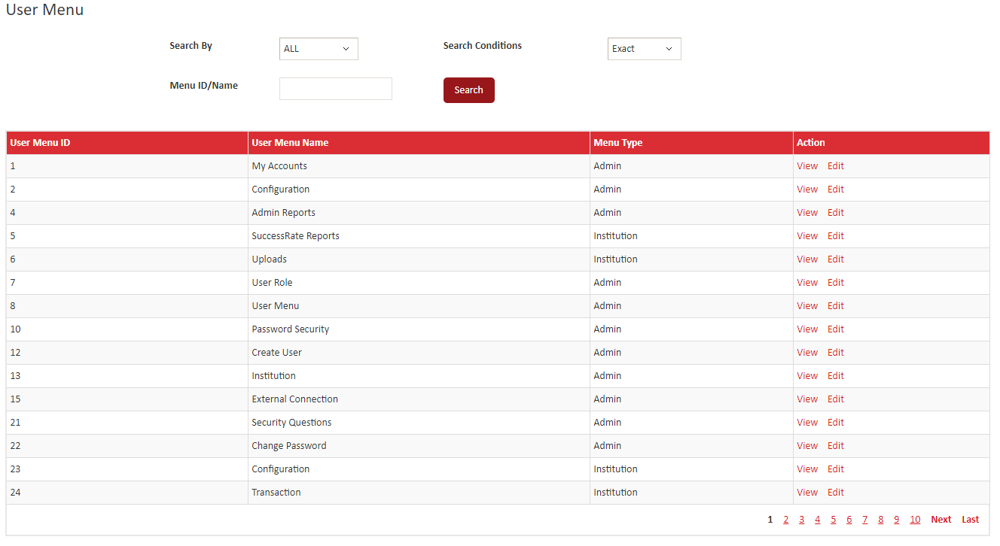 User Menu
Search By ALL Search Conditions Exact
Menu ID/Name Search
User Menu ID User Menu Name Menu Type Action
1 My Accounts Admin View Edit
2 Configuration Admin View Edit
4 Admin Reports Admin View Edit
5 SuccessRate Reports Institution View Edit
6 Uploads Institution View Edit
7 User Role Admin View Edit
8 User Menu Admin View Edit
10 Password Security Admin View Edit
12 Create User Admin View Edit
13 Institution Admin View Edit
15 External Connection Admin View Edit
21 Security Questions Admin View Edit
22 Change Password Admin View Edit
23 Configuration Institution View Edit
24 Transaction Institution View Edit
1 2 3 4 5 6 7 8 9 10 Next Last